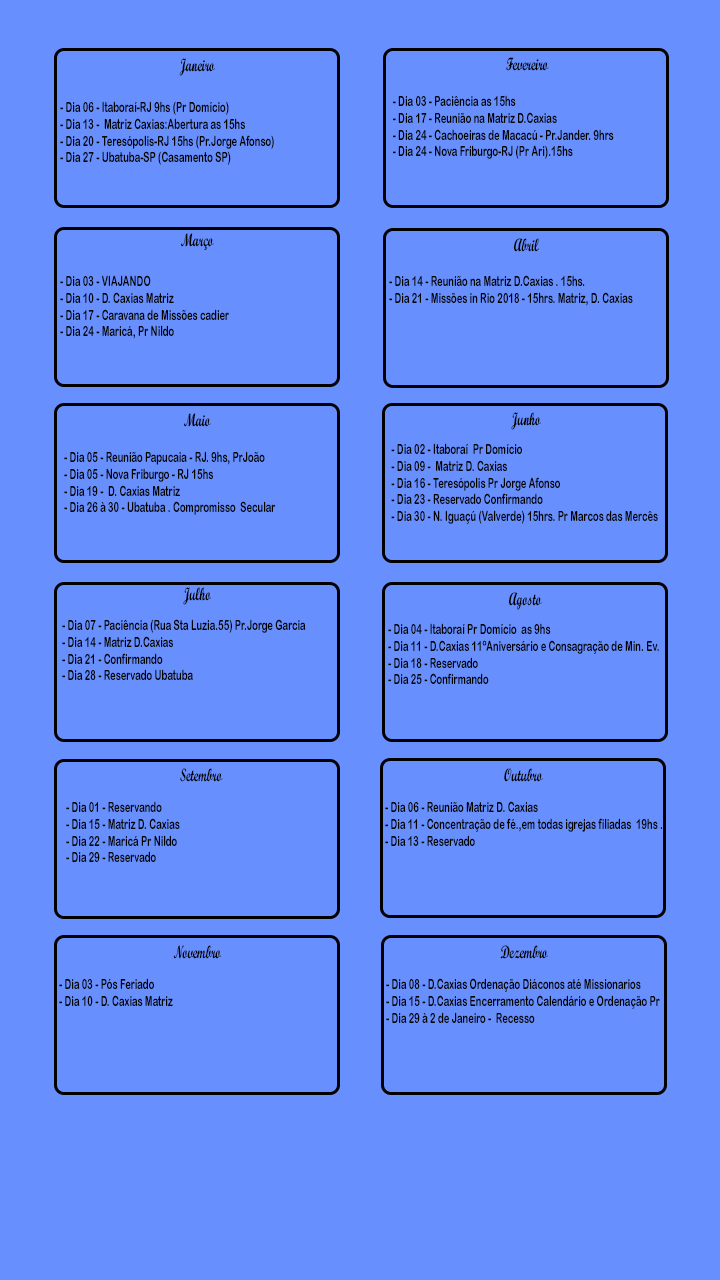 Janeiro
- Dia 06 - Itaboraí-RJ 9hs (Pr Domício)
- Dia 13 - Matriz Caxias:Abertura as 15hs
- Dia 20 - Teresópolis-RJ 15hs (Pr.Jorge Afonso)
- Dia 27 - Ubatuba-SP (Casamento SP)
Fevereiro
- Dia 03 - Paciência as 15hs
- Dia 17 - Reunião na Matriz D.Caxias
- Dia 24 - Cachoeiras de Macacú - Pr.Jander. 9hrs
- Dia 24 - Nova Friburgo-RJ (Pr Ari).15hs
Março
- Dia 03 - VIAJANDO
- Dia 10 - D. Caxias Matriz
- Dia 17 - Caravana de Missões cadier
- Dia 24 - Maricá, Pr Nildo
Abril
- Dia 14 - Reunião na Matriz D.Caxias . 15hs.
- Dia 21 - Missões in Rio 2018 - 15hrs. Matriz, D. Caxias
Maio
- Dia 05 - Reunião Papucaia - RJ. 9hs, PrJoão
- Dia 05 - Nova Friburgo - RJ 15hs
- Dia 19 - D. Caxias Matriz
- Dia 26 à 30 - Ubatuba . Compromisso Secular
Junho
- Dia 02 - Itaboraí Pr Domício
- Dia 09 - Matriz D. Caxias
- Dia 16 - Teresópolis Pr Jorge Afonso
- Dia 23 - Reservado Confirmando
- Dia 30 - N. Iguaçú (Valverde) 15hrs. Pr Marcos das Mercês
Julho
- Dia 07 - Paciência (Rua Sta Luzia.55) Pr.Jorge Garcia
- Dia 14 - Matriz D.Caxias
- Dia 21 - Confirmando
- Dia 28 - Reservado Ubatuba
Agosto
- Dia 04 - Itaboraí Pr Domício as 9hs
- Dia 11 - D.Caxias 11ºAniversário e Consagração de Min. Ev.
- Dia 18 - Reservado
- Dia 25 - Confirmando
Setembro
- Dia 01 - Reservando
- Dia 15 - Matriz D. Caxias
- Dia 22 - Maricá Pr Nildo
- Dia 29 - Reservado
Outubro
- Dia 06 - Reunião Matriz D. Caxias
- Dia 11 - Concentração de fé.,em todas igrejas filiadas 19hs .
- Dia 13 - Reservado
Novembro
- Dia 03 - Pós Feriado
- Dia 10 - D. Caxias Matriz
Dezembro
- Dia 08 - D.Caxias Ordenação Diáconos até Missionarios
- Dia 15 - D.Caxias Encerramento Calendário e Ordenação Pr
- Dia 29 à 2 de Janeiro - Recesso